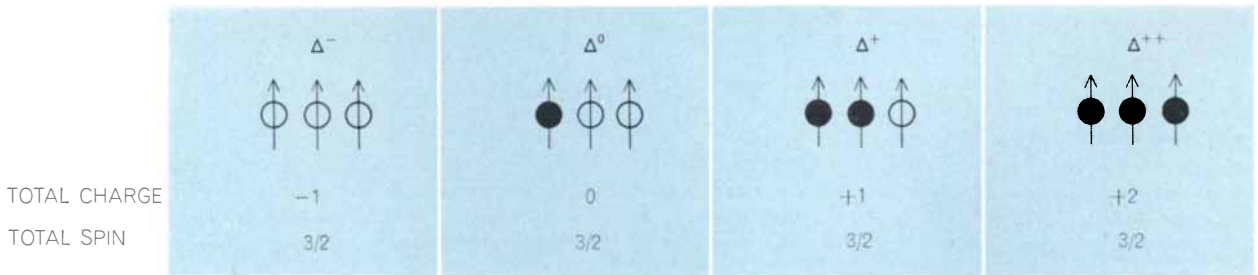 Δ⁻ Δ⁰ Δ⁺ Δ⁺⁺
TOTAL CHARGE −1 0 +1 +2
TOTAL SPIN 3/2 3/2 3/2 3/2